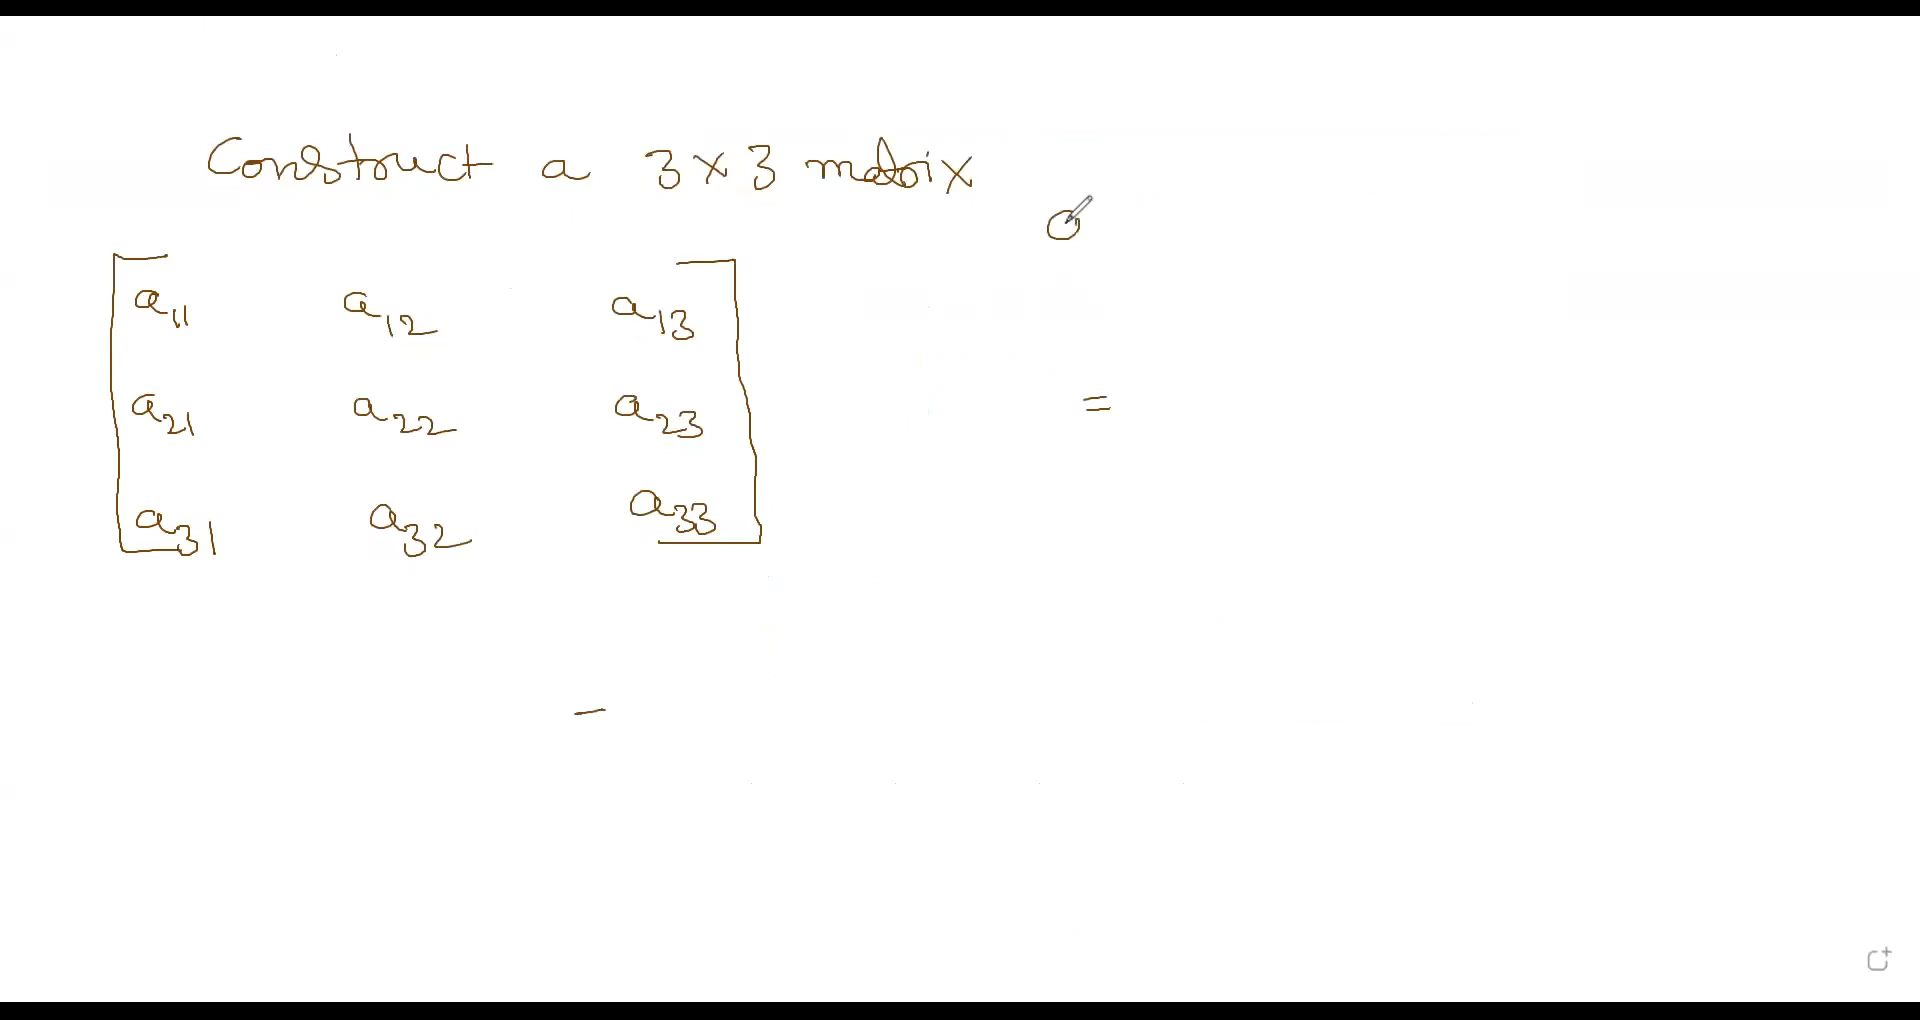 Construct a 3 x 3 matrix
a11 a12 a13
a21 a22 a23 =
a31 a32 a33